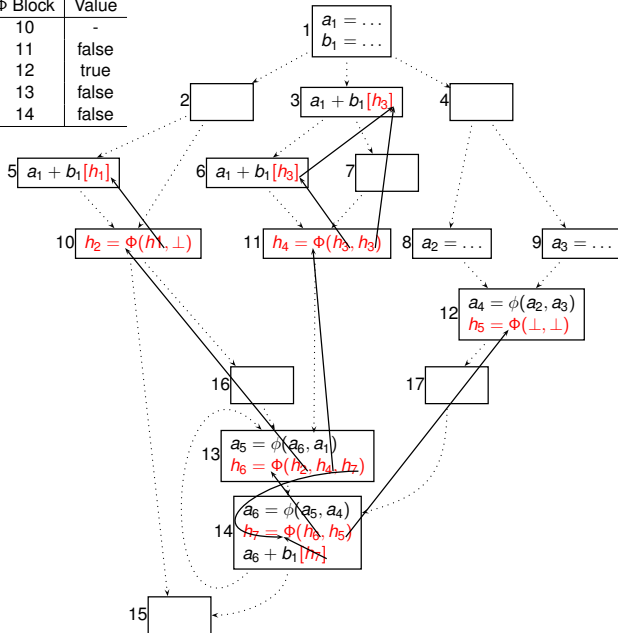 Φ Block Value
10 -
11 false
12 true
13 false
14 false
1 a₁ = …
b₁ = …
2
3 a₁ + b₁[h₃]
4
5 a₁ + b₁[h₁]
6 a₁ + b₁[h₃]
7
10 h₂ = Φ(h1, ⊥)
11 h₄ = Φ(h₃, h₃)
8 a₂ = …
9 a₃ = …
12 a₄ = ϕ(a₂, a₃)
h₅ = Φ(⊥, ⊥)
16
17
13 a₅ = ϕ(a₆, a₁)
h₆ = Φ(h₂, h₄, h₇)
14 a₆ = ϕ(a₅, a₄)
h₇ = Φ(h₆, h₅)
a₆ + b₁[h₇]
15